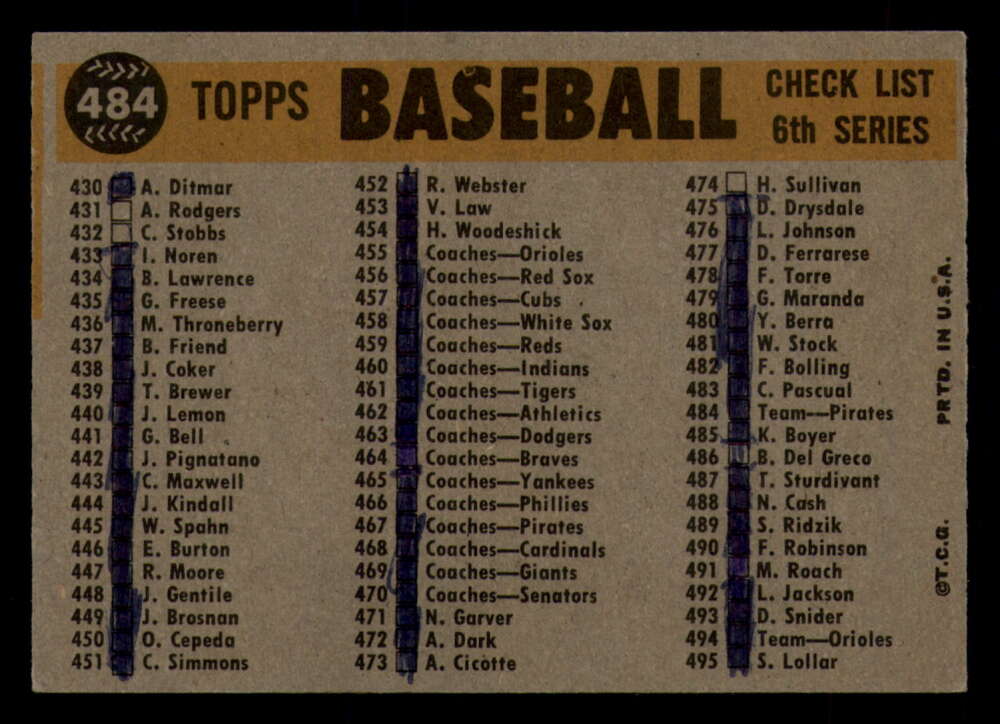 484 TOPPS BASEBALL CHECK LIST
6th SERIES
430 A. Ditmar
431 A. Rodgers
432 C. Stobbs
433 I. Noren
434 B. Lawrence
435 G. Freese
436 M. Throneberry
437 B. Friend
438 J. Coker
439 T. Brewer
440 J. Lemon
441 G. Bell
442 J. Pignatano
443 C. Maxwell
444 J. Kindall
445 W. Spahn
446 E. Burton
447 R. Moore
448 J. Gentile
449 J. Brosnan
450 O. Cepeda
451 C. Simmons
452 R. Webster
453 V. Law
454 H. Woodeshick
455 Coaches—Orioles
456 Coaches—Red Sox
457 Coaches—Cubs
458 Coaches—White Sox
459 Coaches—Reds
460 Coaches—Indians
461 Coaches—Tigers
462 Coaches—Athletics
463 Coaches—Dodgers
464 Coaches—Braves
465 Coaches—Yankees
466 Coaches—Phillies
467 Coaches—Pirates
468 Coaches—Cardinals
469 Coaches—Giants
470 Coaches—Senators
471 N. Garver
472 A. Dark
473 A. Cicotte
474 H. Sullivan
475 D. Drysdale
476 L. Johnson
477 D. Ferrarese
478 F. Torre
479 G. Maranda
480 Y. Berra
481 W. Stock
482 F. Bolling
483 C. Pascual
484 Team—Pirates
485 K. Boyer
486 B. Del Greco
487 T. Sturdivant
488 N. Cash
489 S. Ridzik
490 F. Robinson
491 M. Roach
492 L. Jackson
493 D. Snider
494 Team—Orioles
495 S. Lollar
©T.C.G. PRTD. IN U.S.A.